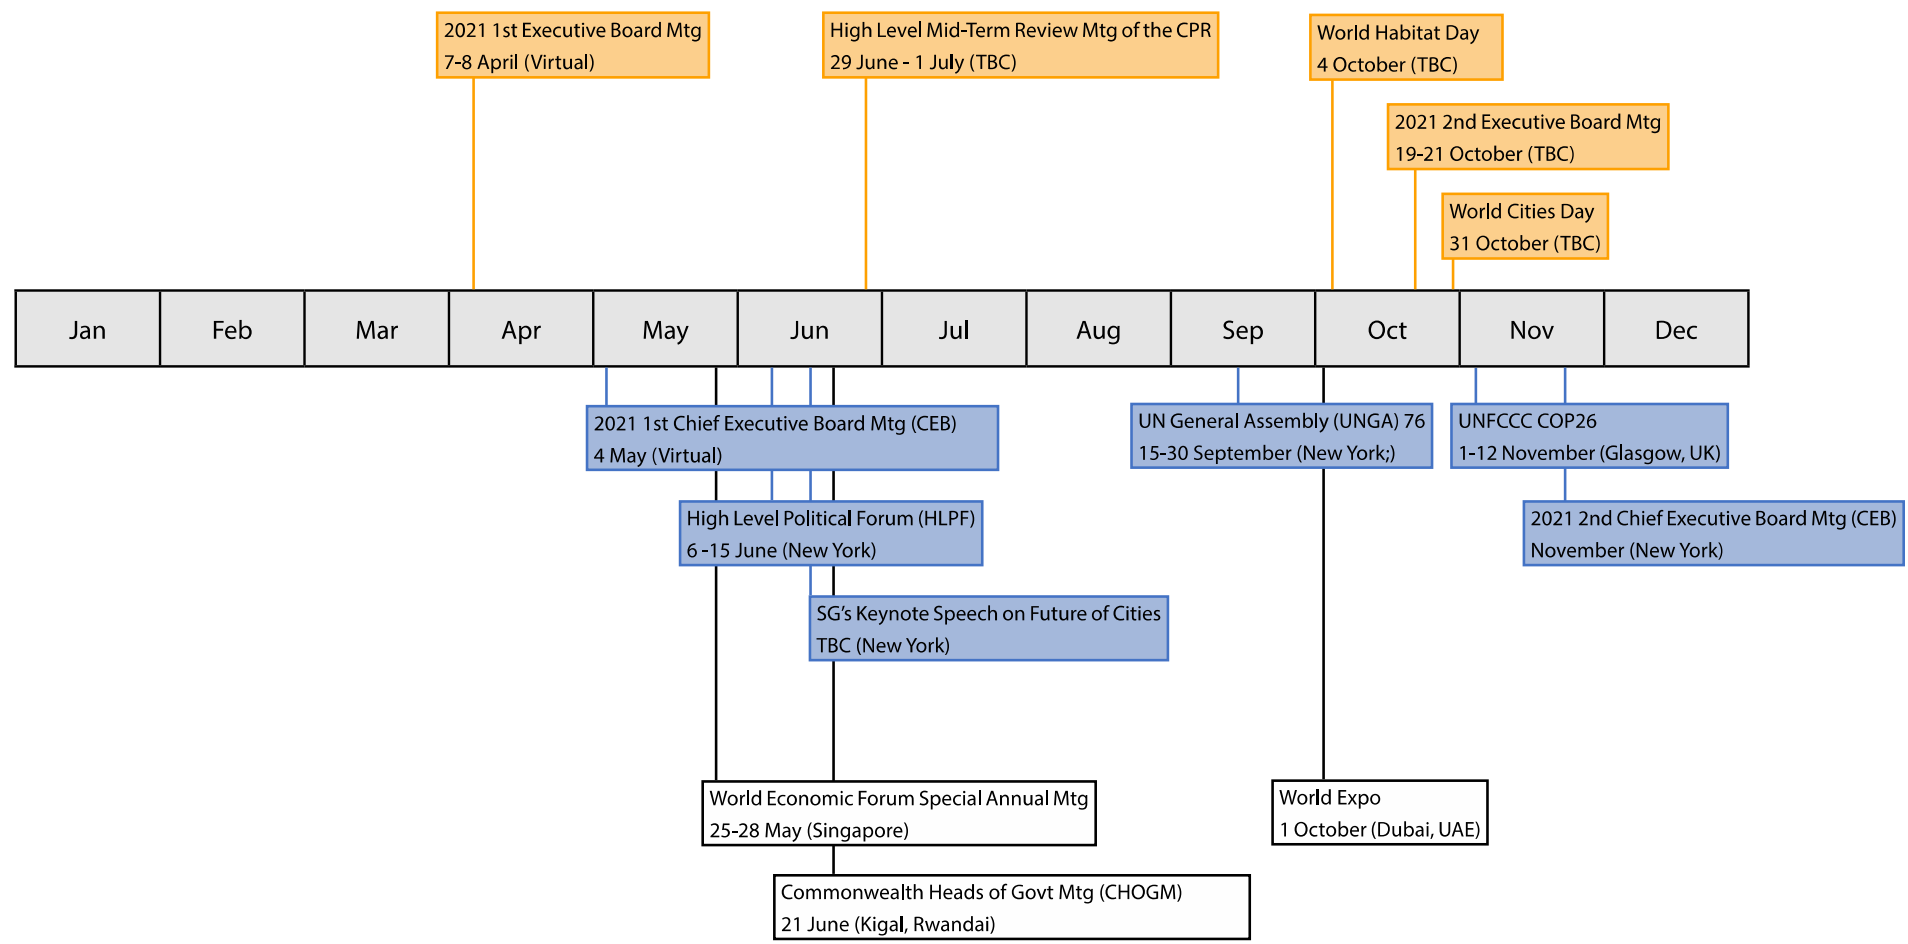 2021 1st Executive Board Mtg
7-8 April (Virtual)
High Level Mid-Term Review Mtg of the CPR
29 June - 1 July (TBC)
World Habitat Day
4 October (TBC)
2021 2nd Executive Board Mtg
19-21 October (TBC)
World Cities Day
31 October (TBC)
Jan Feb Mar Apr May Jun Jul Aug Sep Oct Nov Dec
2021 1st Chief Executive Board Mtg (CEB)
4 May (Virtual)
UN General Assembly (UNGA) 76
15-30 September (New York;)
UNFCCC COP26
1-12 November (Glasgow, UK)
High Level Political Forum (HLPF)
6 -15 June (New York)
2021 2nd Chief Executive Board Mtg (CEB)
November (New York)
SG's Keynote Speech on Future of Cities
TBC (New York)
World Economic Forum Special Annual Mtg
25-28 May (Singapore)
World Expo
1 October (Dubai, UAE)
Commonwealth Heads of Govt Mtg (CHOGM)
21 June (Kigal, Rwandai)